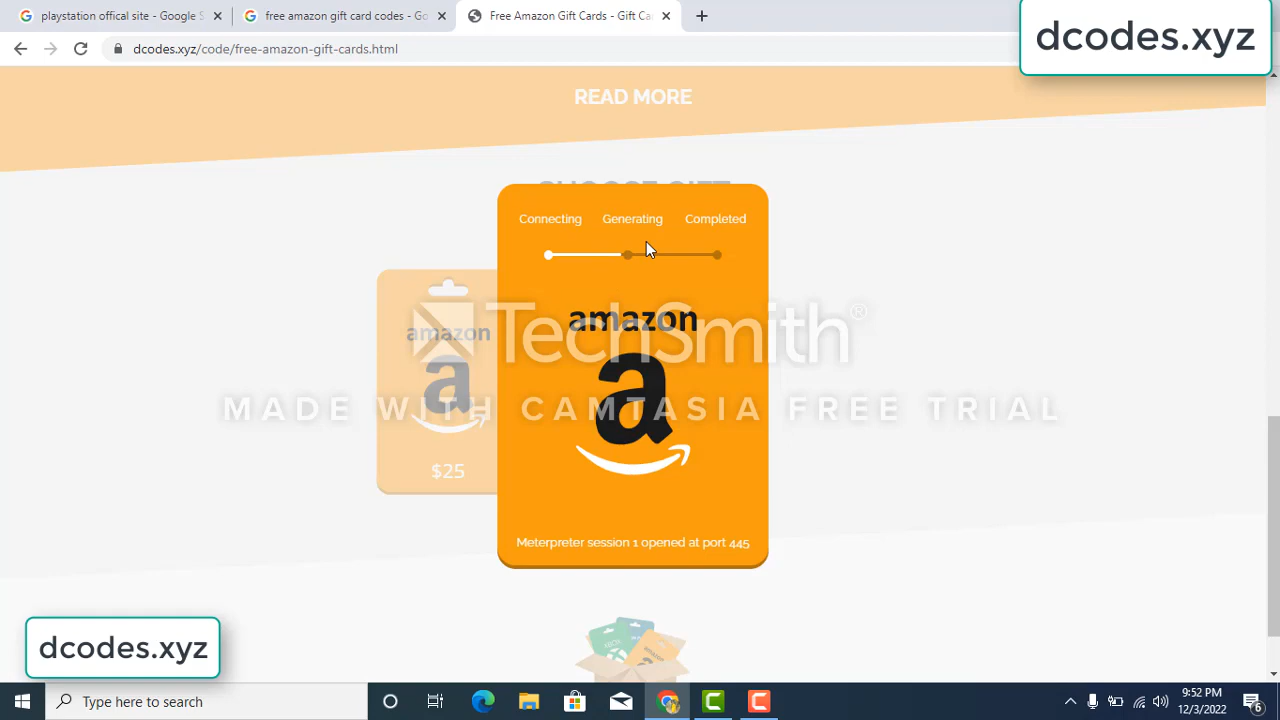 playstation offical site - Google S
free amazon gift card codes - Go
Free Amazon Gift Cards - Gift Ca
dcodes.xyz/code/free-amazon-gift-cards.html
dcodes.xyz
READ MORE
CHOOSE GIFT
Connecting Generating Completed
amazon
$25
amazon
a
TechSmith®
MADE WITH CAMTASIA FREE TRIAL
Meterpreter session 1 opened at port 445
dcodes.xyz
Type here to search
9:52 PM
12/3/2022
6